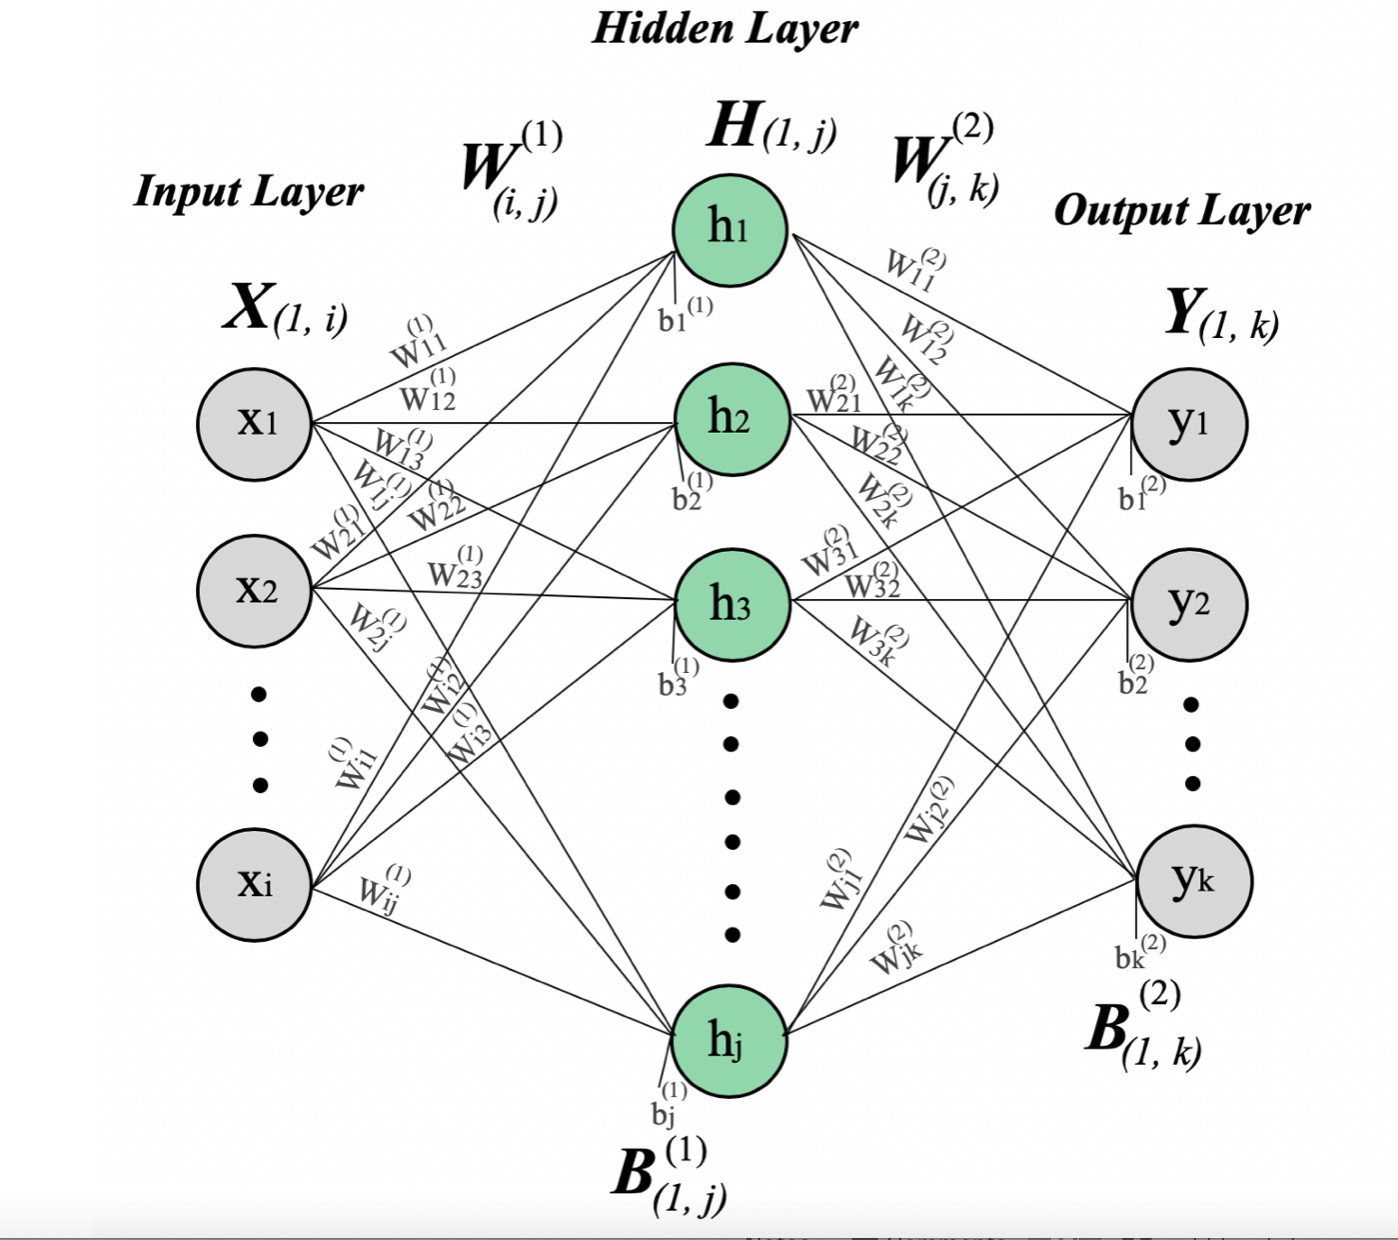 Hidden Layer
H(1, j)
W(1)(i, j)
W(2)(j, k)
Input Layer
Output Layer
X(1, i)
Y(1, k)
h1
b1(1)
W11(1)
W12(1)
W13(1)
W1j(1)
W11(2)
W12(2)
W1k(2)
x1
h2
y1
b2(1)
b1(2)
W21(1)
W22(1)
W23(1)
W2j(1)
W21(2)
W22(2)
W2k(2)
x2
h3
y2
b3(1)
b2(2)
W31(2)
W32(2)
W3k(2)
Wi1(1)
Wi2(1)
Wi3(1)
Wij(1)
Wj1(2)
Wj2(2)
Wjk(2)
xi
yk
bk(2)
B(2)(1, k)
hj
bj(1)
B(1)(1, j)